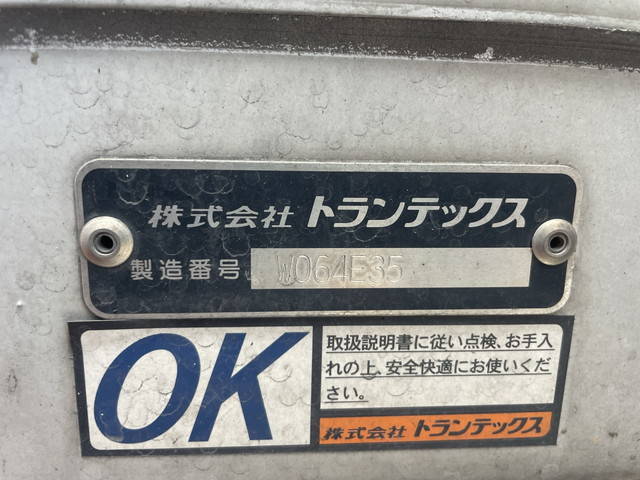 株式会社 トランテックス
製造番号 W064E35
OK
取扱説明書に従い点検、お手入
れの上、安全快適にお使いくだ
さい。
株式会社 トランテックス